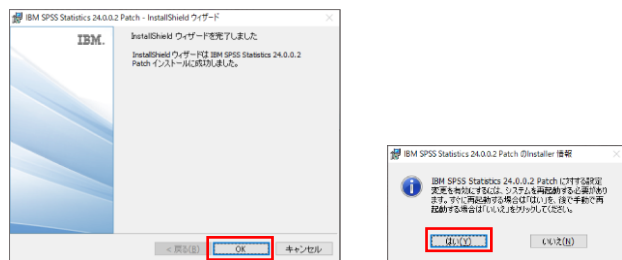 IBM SPSS Statistics 24.0.0.2 Patch - InstallShield ウィザード
IBM.
InstallShield ウィザードを完了しました
InstallShield ウィザードは IBM SPSS Statistics 24.0.0.2
Patch インストールに成功しました。
< 戻る(B)
OK
キャンセル
IBM SPSS Statistics 24.0.0.2 Patch のInstaller 情報
IBM SPSS Statistics 24.0.0.2 Patch に対する設定
変更を有効にするには、システムを再起動する必要があり
ます。すぐに再起動する場合は「はい」を、後で手動で再
起動する場合は「いいえ」をクリックしてください。
はい(Y)
いいえ(N)